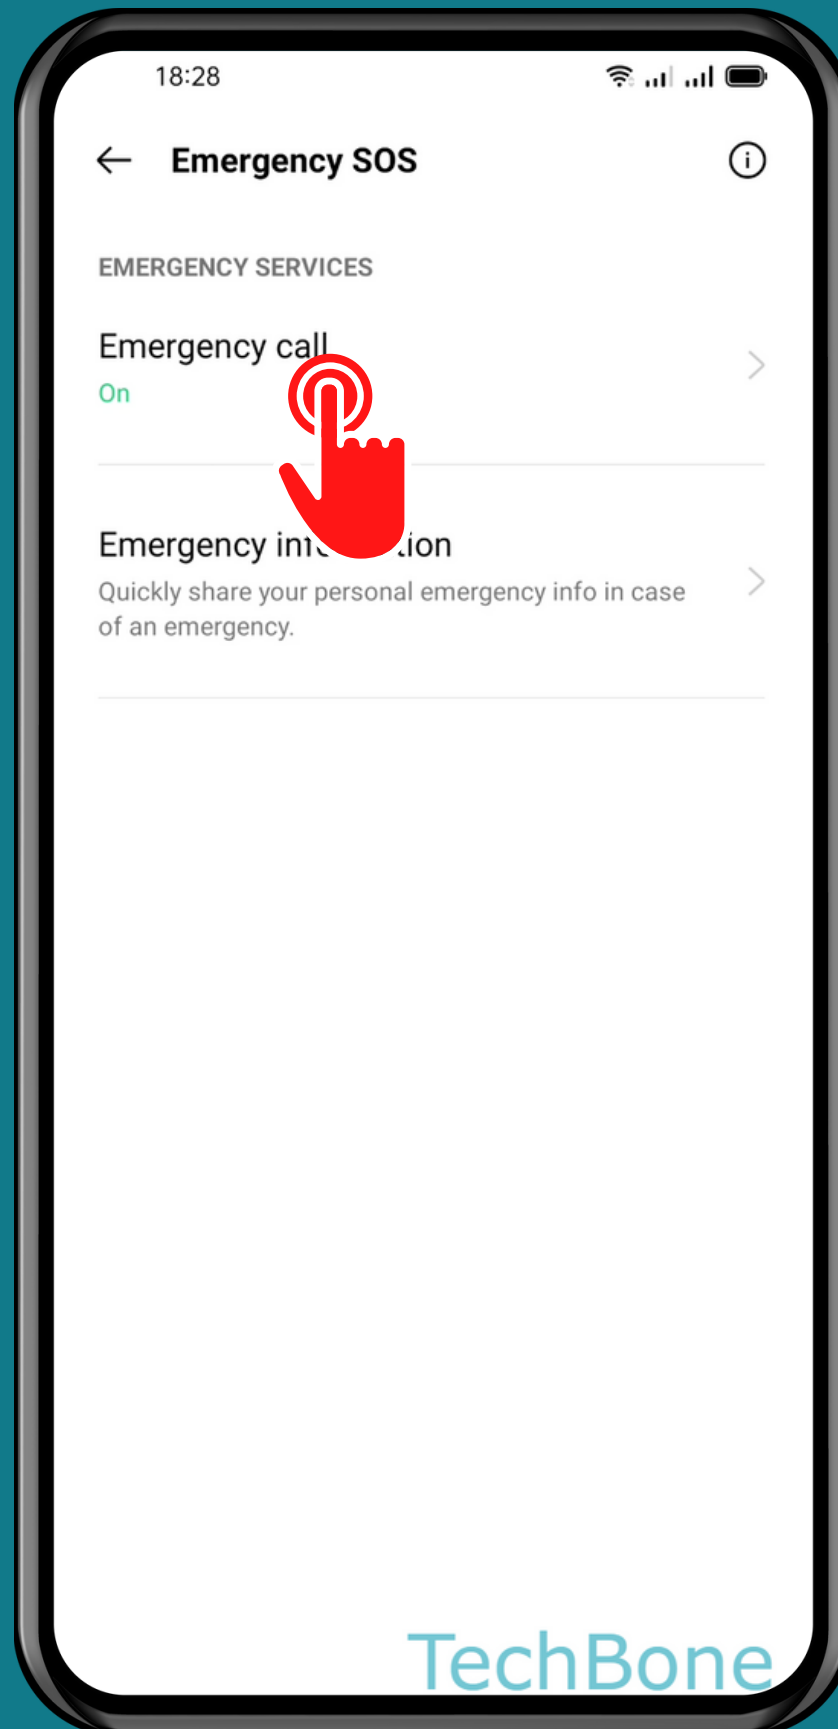 18:28
Emergency SOS
EMERGENCY SERVICES
Emergency call
On
Emergency information
Quickly share your personal emergency info in case
of an emergency.
TechBone